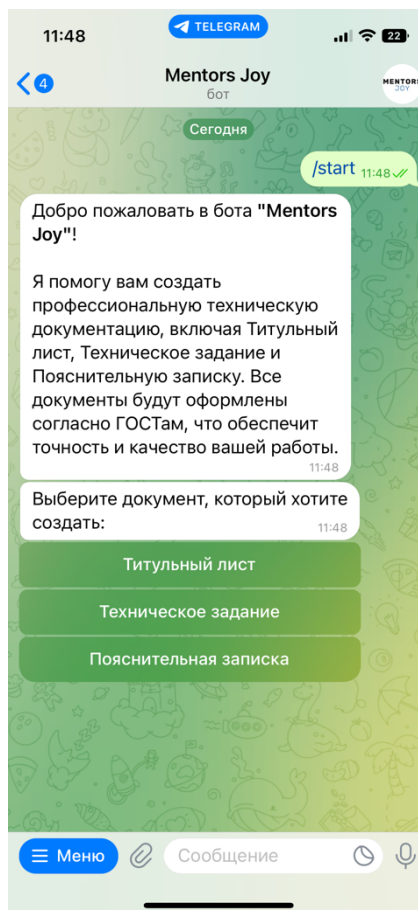 11:48
TELEGRAM
22
4
Mentors Joy
бот
MENTORS
JOY
Сегодня
/start 11:48
Добро пожаловать в бота "Mentors
Joy"!
Я помогу вам создать
профессиональную техническую
документацию, включая Титульный
лист, Техническое задание и
Пояснительную записку. Все
документы будут оформлены
согласно ГОСТам, что обеспечит
точность и качество вашей работы.
11:48
Выберите документ, который хотите
создать:
11:48
Титульный лист
Техническое задание
Пояснительная записка
Меню
Сообщение